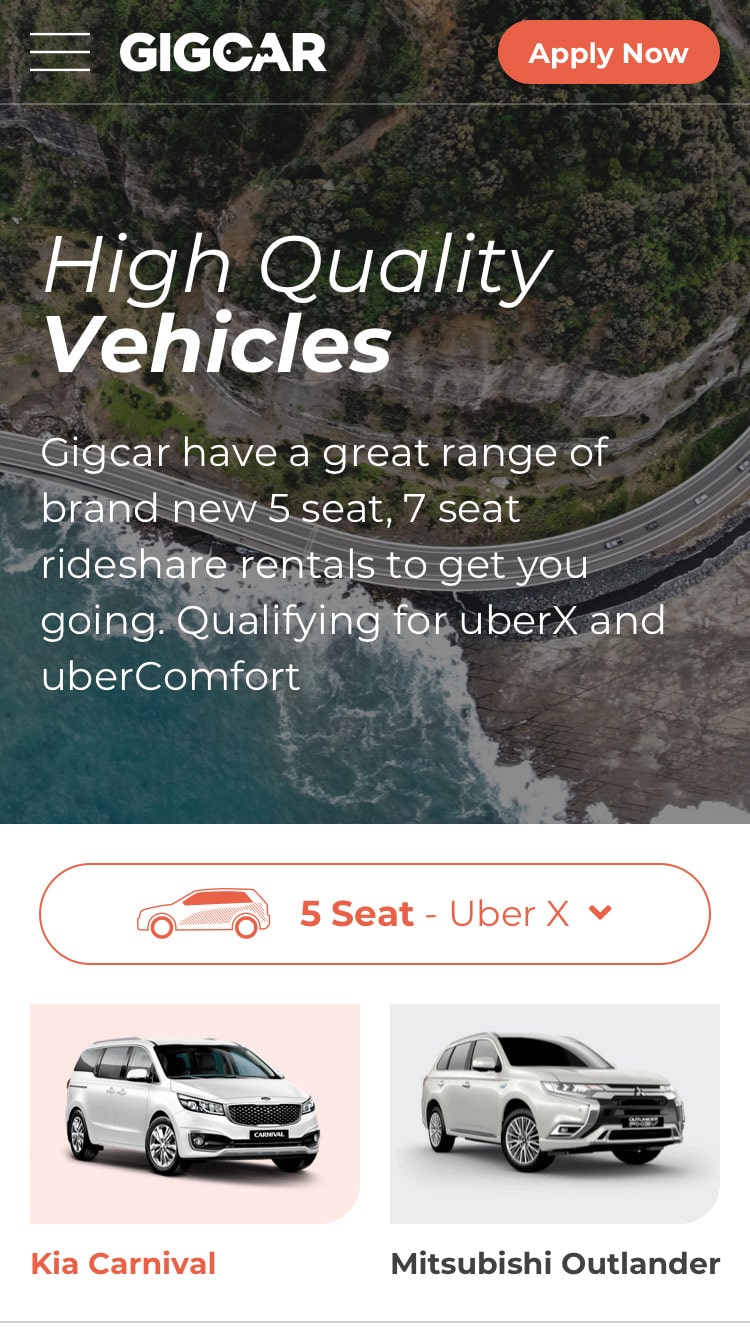 GIGCAR
Apply Now
High Quality
Vehicles
Gigcar have a great range of
brand new 5 seat, 7 seat
rideshare rentals to get you
going. Qualifying for uberX and
uberComfort
5 Seat - Uber X
CARNIVAL
OUTLANDER
PHEV
Kia Carnival
Mitsubishi Outlander